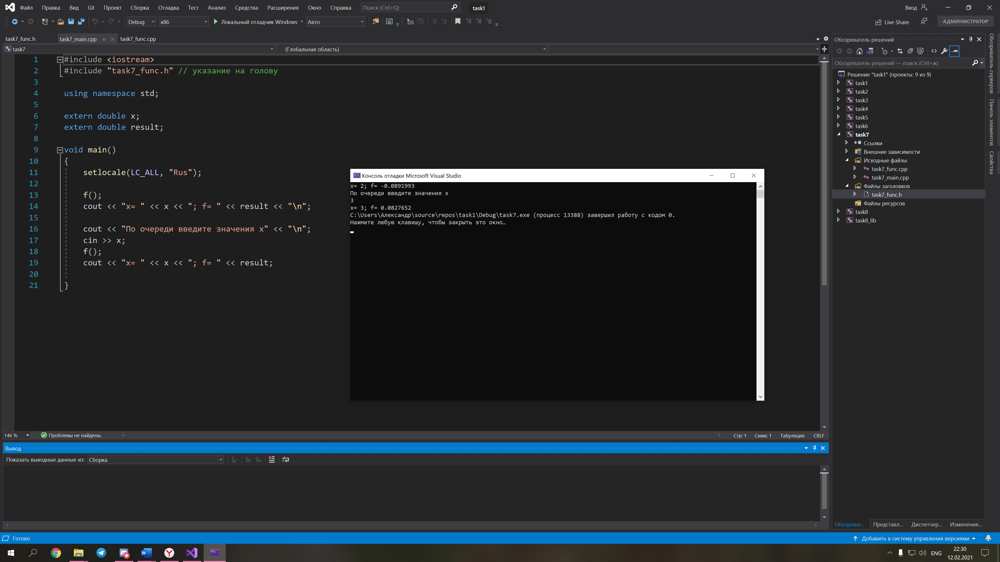 Файл Правка Вид Git Проект Сборка Отладка Тест Анализ Средства Расширения Окно Справка Поиск (Ctrl+Q) task1 Вход
Debug x86 Локальный отладчик Windows Авто Live Share АДМИНИСТРАТОР
task7_func.h task7_main.cpp task7_func.cpp
task7 (Глобальная область)
1 #include <iostream>
2 #include "task7_func.h" // указание на голову
3
4 using namespace std;
5
6 extern double x;
7 extern double result;
8
9 void main()
10 {
11 setlocale(LC_ALL, "Rus");
12
13 f();
14 cout << "x= " << x << "; f= " << result << "\n";
15
16 cout << "По очереди введите значения x" << "\n";
17 cin >> x;
18 f();
19 cout << "x= " << x << "; f= " << result;
20
21 }
Консоль отладки Microsoft Visual Studio
x= 2; f= -0.0891993
По очереди введите значения x
3
x= 3; f= 0.0827652
C:\Users\Александр\source\repos\task1\Debug\task7.exe (процесс 13388) завершил работу с кодом 0.
Нажмите любую клавишу, чтобы закрыть это окно…
146 % Проблемы не найдены. Стр: 1 Симв: 1 Табуляция CRLF
Вывод
Показать выходные данные из: Сборка
Обозреватель решений
Обозреватель решений — поиск (Ctrl+ж)
Решение "task1" (проекты: 9 из 9)
task1
task2
task3
task4
task5
task6
task7
Ссылки
Внешние зависимости
Исходные файлы
task7_func.cpp
task7_main.cpp
Файлы заголовков
task7_func.h
Файлы ресурсов
task8
task8_lib
Обозреват... Представл... Диспетчер... Изменения...
Обозреватель серверов
Панель элементов
Свойства
Готово Добавить в систему управления версиями
ENG
22:30
12.02.2021